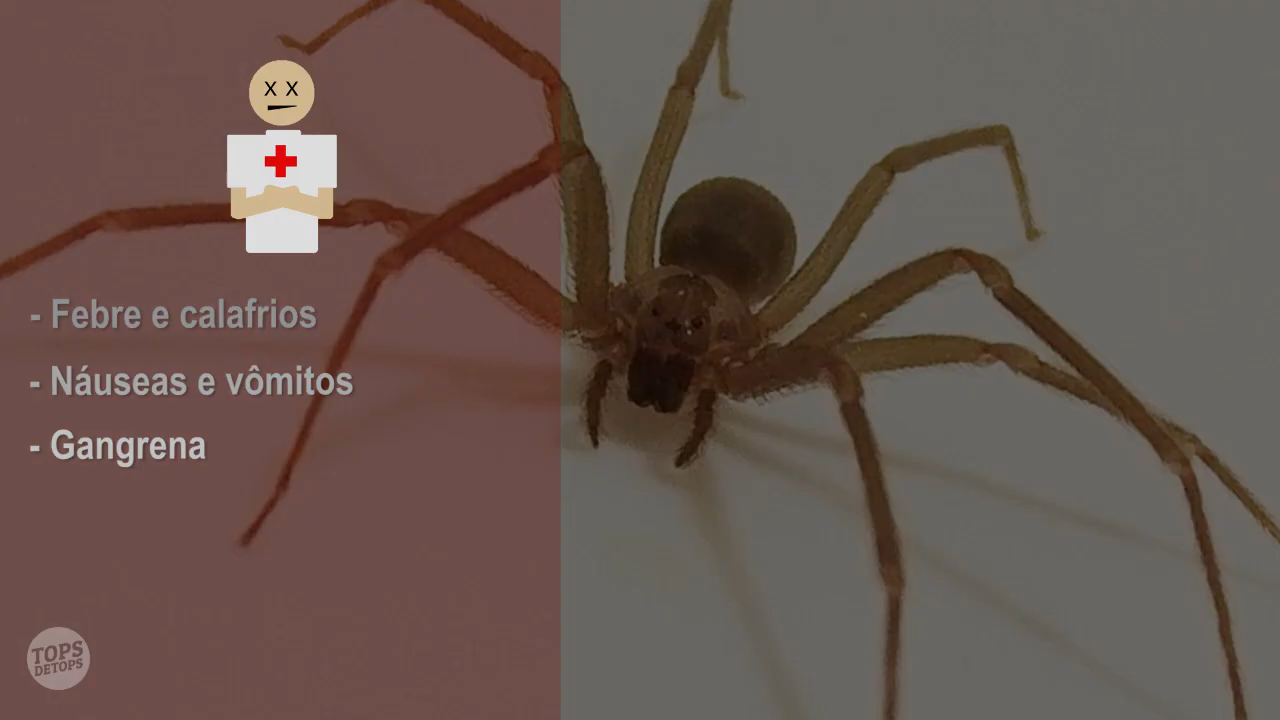 - Febre e calafrios
- Náuseas e vômitos
- Gangrena
TOPS
DETOPS